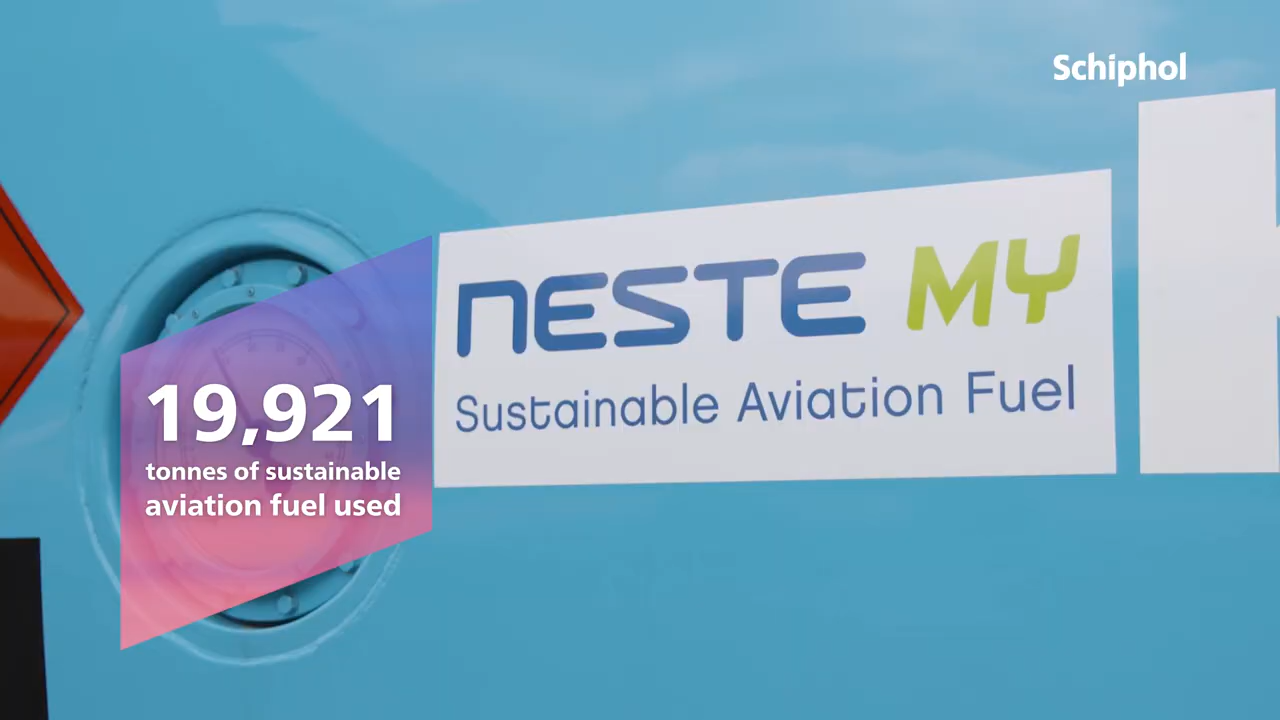 Schiphol
NESTE MY
Sustainable Aviation Fuel
19,921
tonnes of sustainable
aviation fuel used